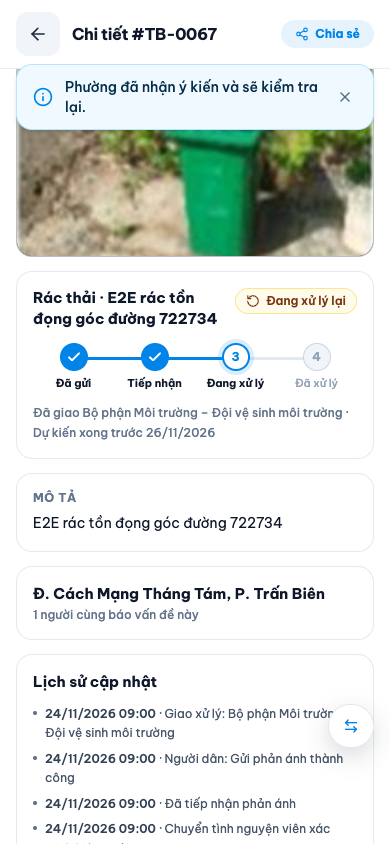 Chi tiết #TB-0067
Chia sẻ
Phường đã nhận ý kiến và sẽ kiểm tra
lại.
Rác thải · E2E rác tồn
đọng góc đường 722734
Đang xử lý lại
3
4
Đã gửi
Tiếp nhận
Đang xử lý
Đã xử lý
Đã giao Bộ phận Môi trường – Đội vệ sinh môi trường ·
Dự kiến xong trước 26/11/2026
MÔ TẢ
E2E rác tồn đọng góc đường 722734
Đ. Cách Mạng Tháng Tám, P. Trấn Biên
1 người cùng báo vấn đề này
Lịch sử cập nhật
24/11/2026 09:00 · Giao xử lý: Bộ phận Môi trường
Đội vệ sinh môi trường
24/11/2026 09:00 · Người dân: Gửi phản ánh thành
công
24/11/2026 09:00 · Đã tiếp nhận phản ánh
24/11/2026 09:00 · Chuyển tình nguyện viên xác